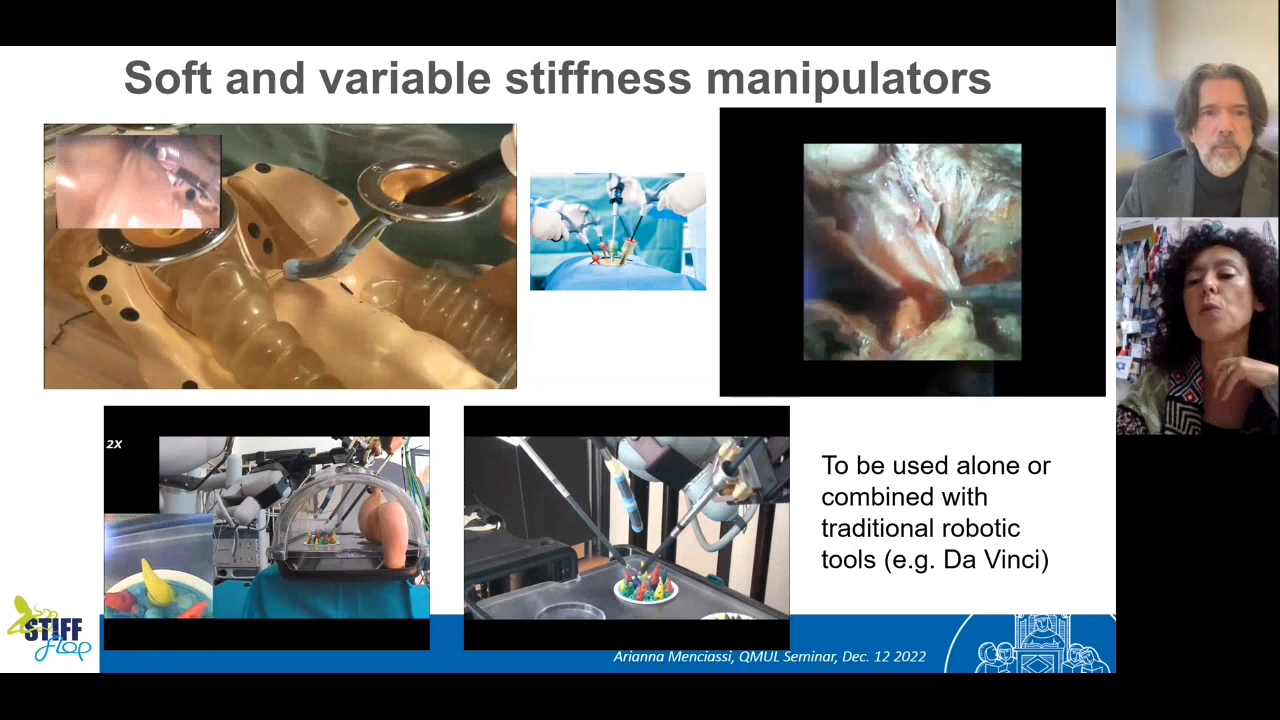 Soft and variable stiffness manipulators
2X
To be used alone or
combined with
traditional robotic
tools (e.g. Da Vinci)
STIFF
flop
Arianna Menciassi, QMUL Seminar, Dec. 12 2022